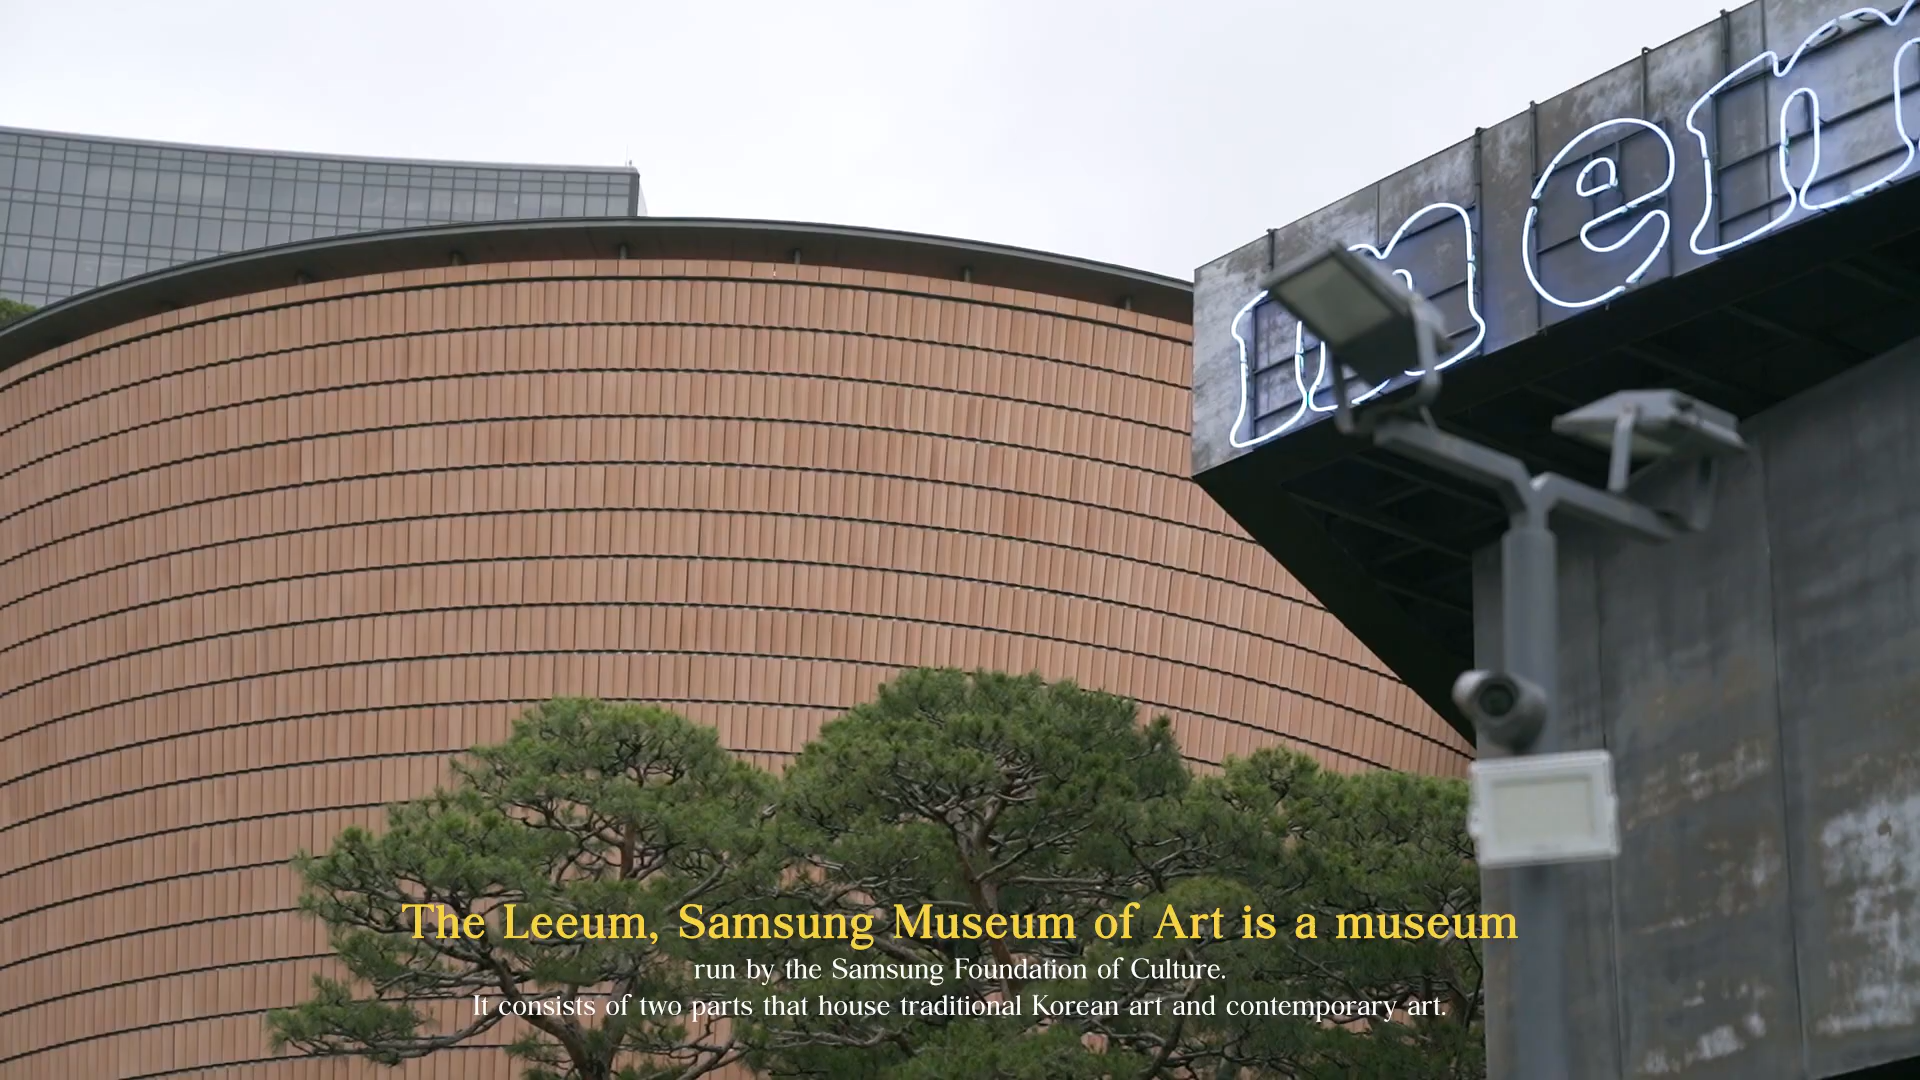 mem
The Leeum, Samsung Museum of Art is a museum
run by the Samsung Foundation of Culture.
It consists of two parts that house traditional Korean art and contemporary art.